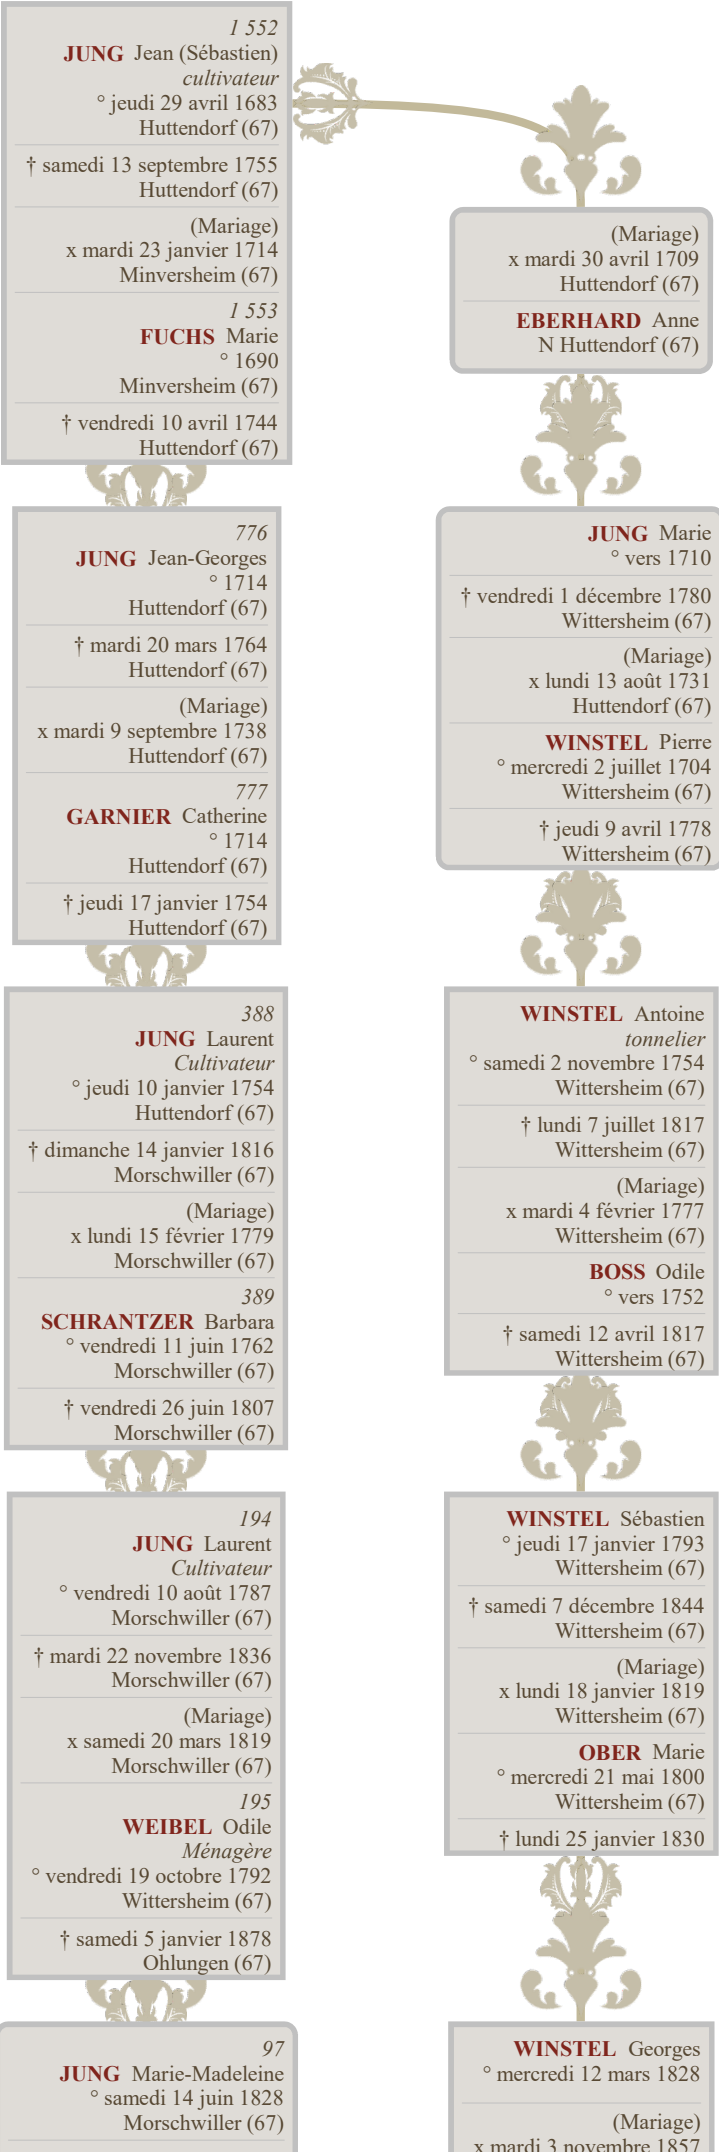 1 552
JUNG Jean (Sébastien)
cultivateur
° jeudi 29 avril 1683
Huttendorf (67)
† samedi 13 septembre 1755
Huttendorf (67)
(Mariage)
x mardi 23 janvier 1714
Minversheim (67)
1 553
FUCHS Marie
° 1690
Minversheim (67)
† vendredi 10 avril 1744
Huttendorf (67)
776
JUNG Jean-Georges
° 1714
Huttendorf (67)
† mardi 20 mars 1764
Huttendorf (67)
(Mariage)
x mardi 9 septembre 1738
Huttendorf (67)
777
GARNIER Catherine
° 1714
Huttendorf (67)
† jeudi 17 janvier 1754
Huttendorf (67)
388
JUNG Laurent
Cultivateur
° jeudi 10 janvier 1754
Huttendorf (67)
† dimanche 14 janvier 1816
Morschwiller (67)
(Mariage)
x lundi 15 février 1779
Morschwiller (67)
389
SCHRANTZER Barbara
° vendredi 11 juin 1762
Morschwiller (67)
† vendredi 26 juin 1807
Morschwiller (67)
194
JUNG Laurent
Cultivateur
° vendredi 10 août 1787
Morschwiller (67)
† mardi 22 novembre 1836
Morschwiller (67)
(Mariage)
x samedi 20 mars 1819
Morschwiller (67)
195
WEIBEL Odile
Ménagère
° vendredi 19 octobre 1792
Wittersheim (67)
† samedi 5 janvier 1878
Ohlungen (67)
97
JUNG Marie-Madeleine
° samedi 14 juin 1828
Morschwiller (67)
(Mariage)
x mardi 30 avril 1709
Huttendorf (67)
EBERHARD Anne
N Huttendorf (67)
JUNG Marie
° vers 1710
† vendredi 1 décembre 1780
Wittersheim (67)
(Mariage)
x lundi 13 août 1731
Huttendorf (67)
WINSTEL Pierre
° mercredi 2 juillet 1704
Wittersheim (67)
† jeudi 9 avril 1778
Wittersheim (67)
WINSTEL Antoine
tonnelier
° samedi 2 novembre 1754
Wittersheim (67)
† lundi 7 juillet 1817
Wittersheim (67)
(Mariage)
x mardi 4 février 1777
Wittersheim (67)
BOSS Odile
° vers 1752
† samedi 12 avril 1817
Wittersheim (67)
WINSTEL Sébastien
° jeudi 17 janvier 1793
Wittersheim (67)
† samedi 7 décembre 1844
Wittersheim (67)
(Mariage)
x lundi 18 janvier 1819
Wittersheim (67)
OBER Marie
° mercredi 21 mai 1800
Wittersheim (67)
† lundi 25 janvier 1830
WINSTEL Georges
° mercredi 12 mars 1828
(Mariage)
x mardi 3 novembre 1857